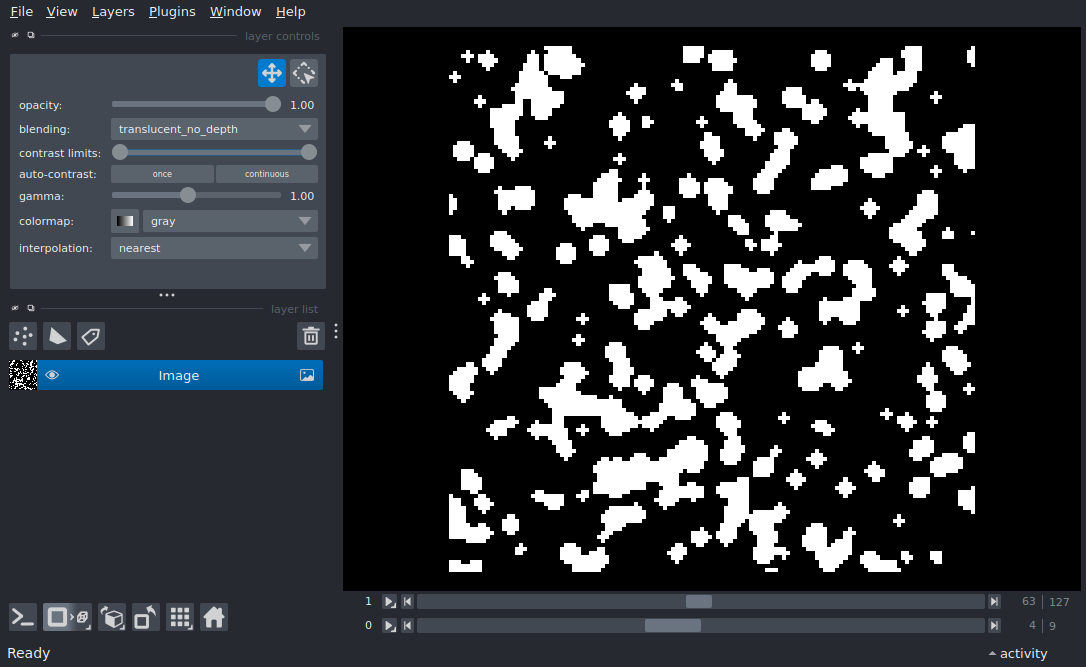 File View Layers Plugins Window Help
layer controls
opacity: 1.00
blending: translucent_no_depth
contrast limits:
auto-contrast: once continuous
gamma: 1.00
colormap: gray
interpolation: nearest
layer list
Image
1 63 | 127
0 4 | 9
Ready activity